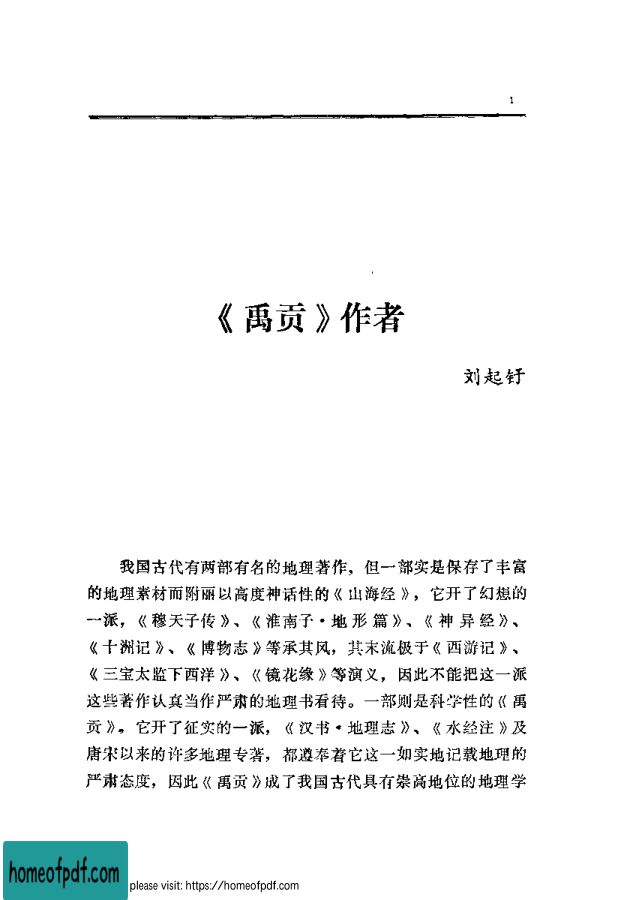 1
《禹贡》作者
刘起釪
我国古代有两部有名的地理著作，但一部实是保存了丰富
的地理素材而附丽以高度神话性的《山海经》，它开了幻想的
一派，《穆天子传》、《淮南子·地形篇》、《神异经》、
《十洲记》、《博物志》等承其风，其末流极于《西游记》、
《三宝太监下西洋》、《镜花缘》等演义，因此不能把这一派
这些著作认真当作严肃的地理书看待。一部则是科学性的《禹
贡》。它开了征实的一派，《汉书·地理志》、《水经注》及
唐宋以来的许多地理专著，都遵奉着它这一如实地记载地理的
严肃态度，因此《禹贡》成了我国古代具有崇高地位的地理学
homeofpdf.com
please visit: https://homeofpdf.com